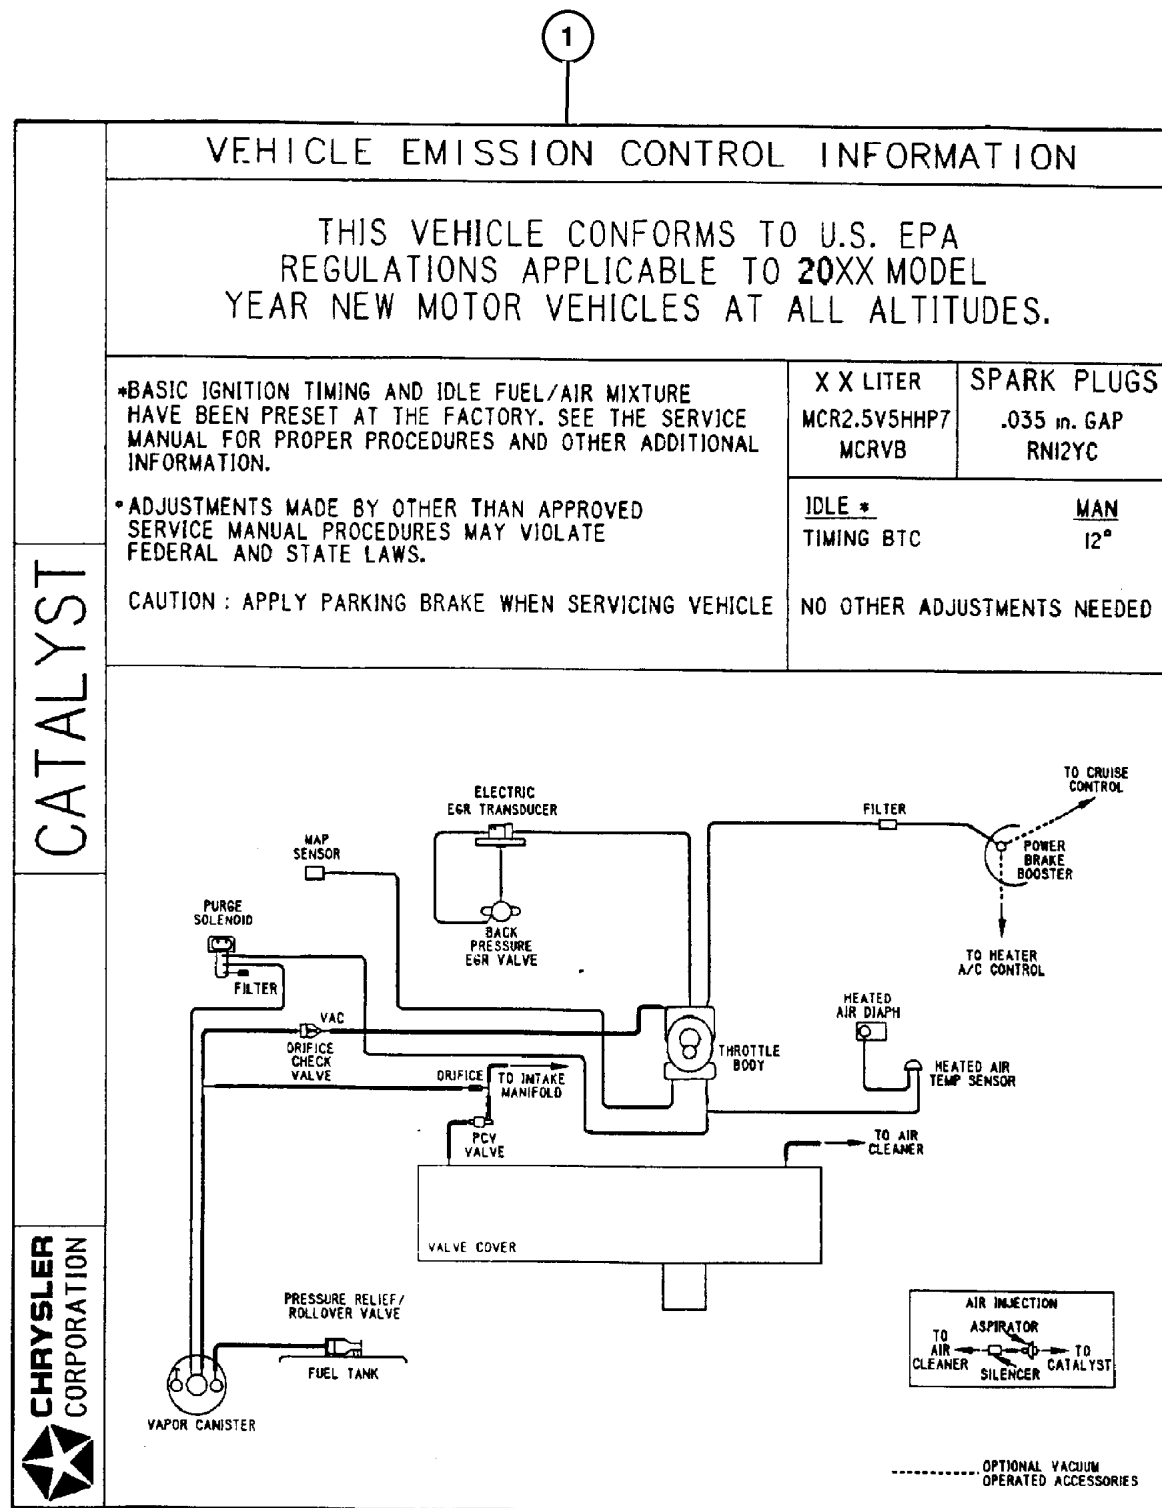 1
VEHICLE EMISSION CONTROL INFORMATION
THIS VEHICLE CONFORMS TO U.S. EPA
REGULATIONS APPLICABLE TO 20XX MODEL
YEAR NEW MOTOR VEHICLES AT ALL ALTITUDES.
*BASIC IGNITION TIMING AND IDLE FUEL/AIR MIXTURE
HAVE BEEN PRESET AT THE FACTORY. SEE THE SERVICE
MANUAL FOR PROPER PROCEDURES AND OTHER ADDITIONAL
INFORMATION.
*ADJUSTMENTS MADE BY OTHER THAN APPROVED
SERVICE MANUAL PROCEDURES MAY VIOLATE
FEDERAL AND STATE LAWS.
CAUTION : APPLY PARKING BRAKE WHEN SERVICING VEHICLE
X X LITER
MCR2.5V5HHP7
MCRVB
SPARK PLUGS
.035 in. GAP
RN12YC
IDLE * MAN
TIMING BTC 12°
NO OTHER ADJUSTMENTS NEEDED
CATALYST
CHRYSLER
CORPORATION
TO CRUISE
CONTROL
ELECTRIC
EGR TRANSDUCER
FILTER
MAP
SENSOR
POWER
BRAKE
BOOSTER
PURGE
SOLENOID
BACK
PRESSURE
EGR VALVE
TO HEATER
A/C CONTROL
FILTER
HEATED
AIR DIAPH
VAC
ORIFICE
CHECK
VALVE
THROTTLE
BODY
HEATED AIR
TEMP SENSOR
ORIFICE
TO INTAKE
MANIFOLD
PCV
VALVE
TO AIR
CLEANER
VALVE COVER
PRESSURE RELIEF/
ROLLOVER VALVE
FUEL TANK
VAPOR CANISTER
AIR INJECTION
ASPIRATOR
TO
AIR
CLEANER
SILENCER
TO
CATALYST
OPTIONAL VACUUM
OPERATED ACCESSORIES